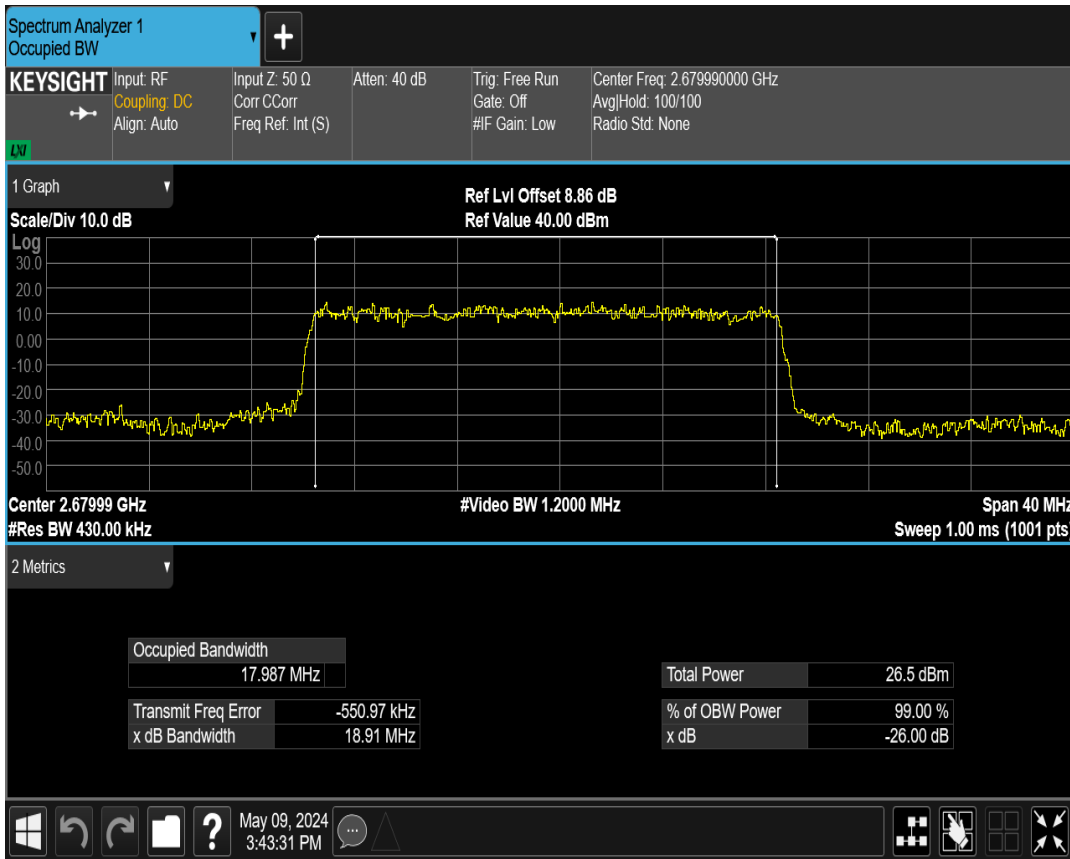 Spectrum Analyzer 1
Occupied BW
KEYSIGHT
Input: RF
Coupling: DC
Align: Auto
Input Z: 50 Ω
Corr CCorr
Freq Ref: Int (S)
Atten: 40 dB
Trig: Free Run
Gate: Off
#IF Gain: Low
Center Freq: 2.679990000 GHz
Avg|Hold: 100/100
Radio Std: None
LXI
1 Graph
Scale/Div 10.0 dB
Ref Lvl Offset 8.86 dB
Ref Value 40.00 dBm
Log
30.0
20.0
10.0
0.00
-10.0
-20.0
-30.0
-40.0
-50.0
Center 2.67999 GHz
#Video BW 1.2000 MHz
Span 40 MHz
#Res BW 430.00 kHz
Sweep 1.00 ms (1001 pts)
2 Metrics
Occupied Bandwidth
17.987 MHz
Total Power 26.5 dBm
Transmit Freq Error -550.97 kHz
% of OBW Power 99.00 %
x dB Bandwidth 18.91 MHz
x dB -26.00 dB
?
May 09, 2024
3:43:31 PM